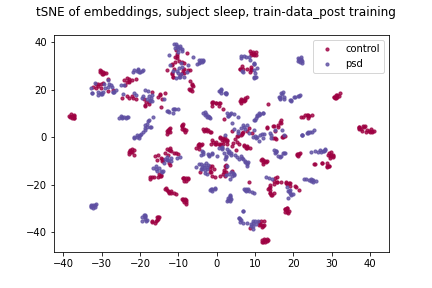 tSNE of embeddings, subject sleep, train-data_post training
control
psd
40
20
0
−20
−40
−40 −30 −20 −10 0 10 20 30 40